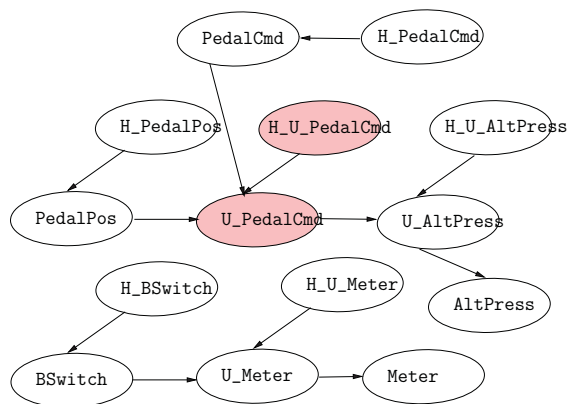 PedalCmd
H_PedalCmd
H_PedalPos
H_U_PedalCmd
H_U_AltPress
PedalPos
U_PedalCmd
U_AltPress
H_BSwitch
H_U_Meter
AltPress
BSwitch
U_Meter
Meter